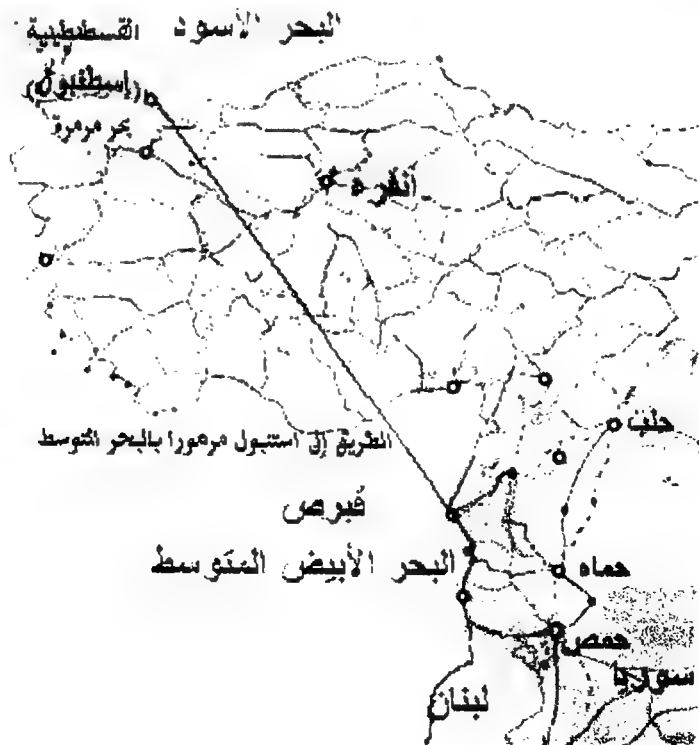 البحر الأسود
القسطنطينية
(إسطنبول)
بحر مرمرة
أنقرة
حلب
الطريق إلى استنبول مرمورا بالبحر المتوسط
قبرص
البحر الأبيض المتوسط
حماه
حمص
سوريا
لبنان